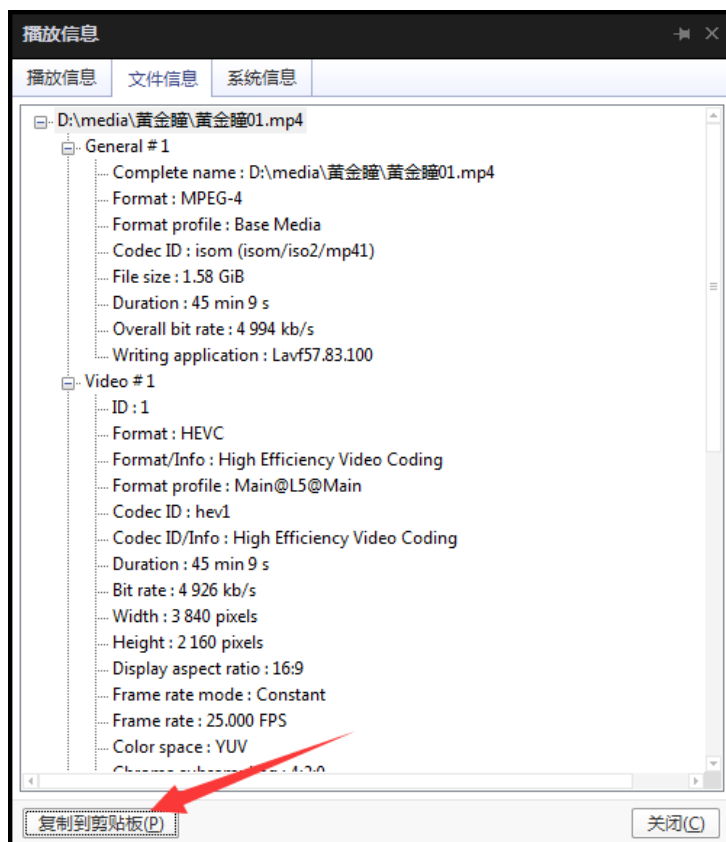 播放信息
播放信息 文件信息 系统信息
D:\media\黄金瞳\黄金瞳01.mp4
General #1
Complete name : D:\media\黄金瞳\黄金瞳01.mp4
Format : MPEG-4
Format profile : Base Media
Codec ID : isom (isom/iso2/mp41)
File size : 1.58 GiB
Duration : 45 min 9 s
Overall bit rate : 4 994 kb/s
Writing application : Lavf57.83.100
Video #1
ID : 1
Format : HEVC
Format/Info : High Efficiency Video Coding
Format profile : Main@L5@Main
Codec ID : hev1
Codec ID/Info : High Efficiency Video Coding
Duration : 45 min 9 s
Bit rate : 4 926 kb/s
Width : 3 840 pixels
Height : 2 160 pixels
Display aspect ratio : 16:9
Frame rate mode : Constant
Frame rate : 25.000 FPS
Color space : YUV
复制到剪贴板(P) 关闭(C)